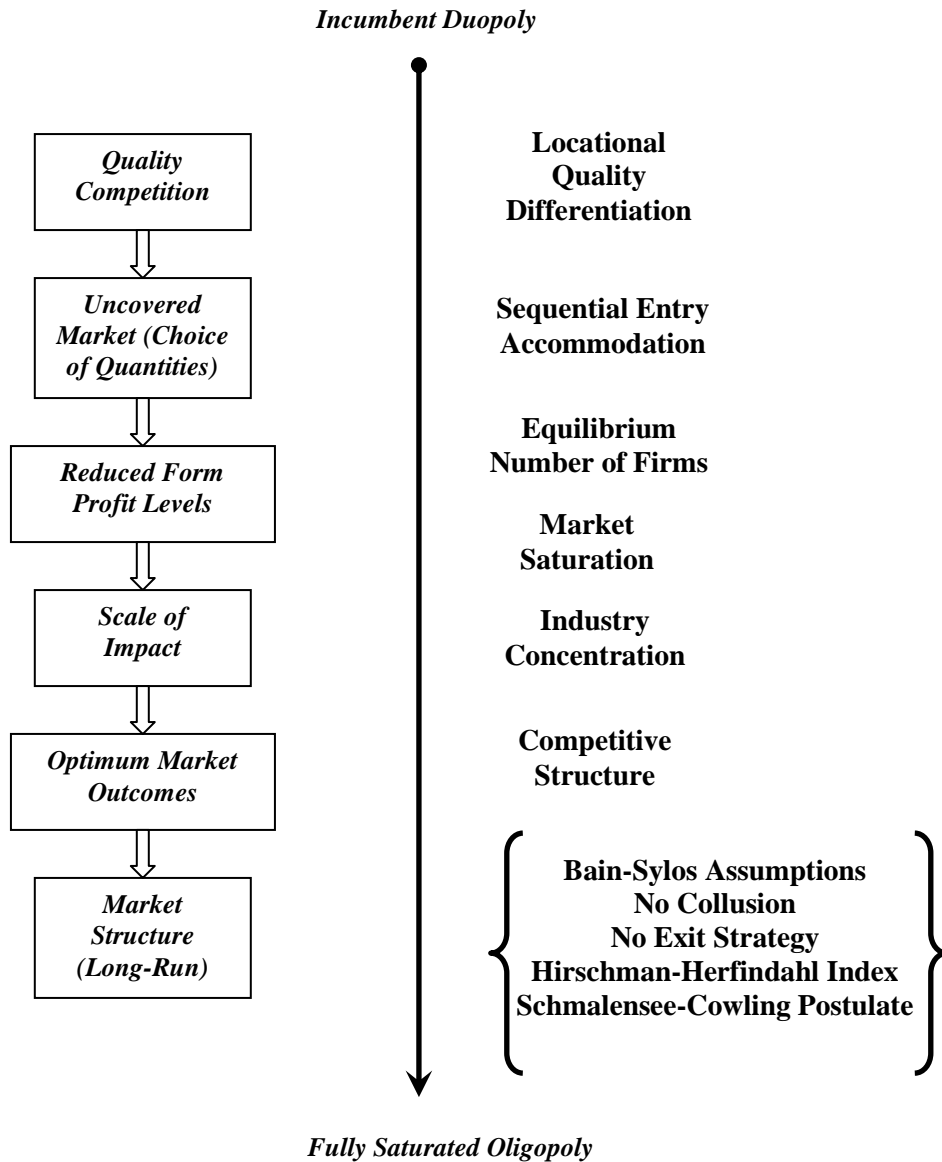 Incumbent Duopoly
Quality
Competition
Uncovered
Market (Choice
of Quantities)
Reduced Form
Profit Levels
Scale of
Impact
Optimum Market
Outcomes
Market
Structure
(Long-Run)
Locational
Quality
Differentiation
Sequential Entry
Accommodation
Equilibrium
Number of Firms
Market
Saturation
Industry
Concentration
Competitive
Structure
Bain-Sylos Assumptions
No Collusion
No Exit Strategy
Hirschman-Herfindahl Index
Schmalensee-Cowling Postulate
Fully Saturated Oligopoly